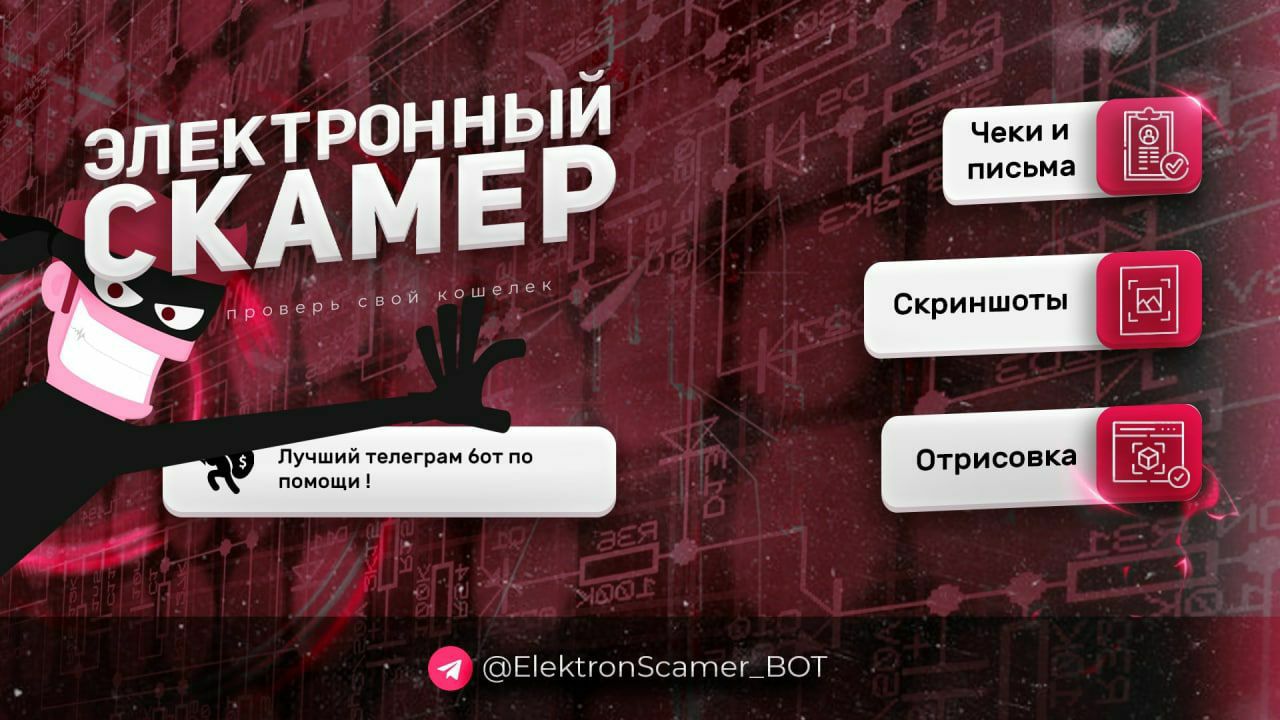 ЭЛЕКТРОННЫЙ
СКАМЕР
проверь свой кошелек
Лучший телеграм бот по
помощи !
Чеки и
письма
Скриншоты
Отрисовка
@ElektronScamer_BOT